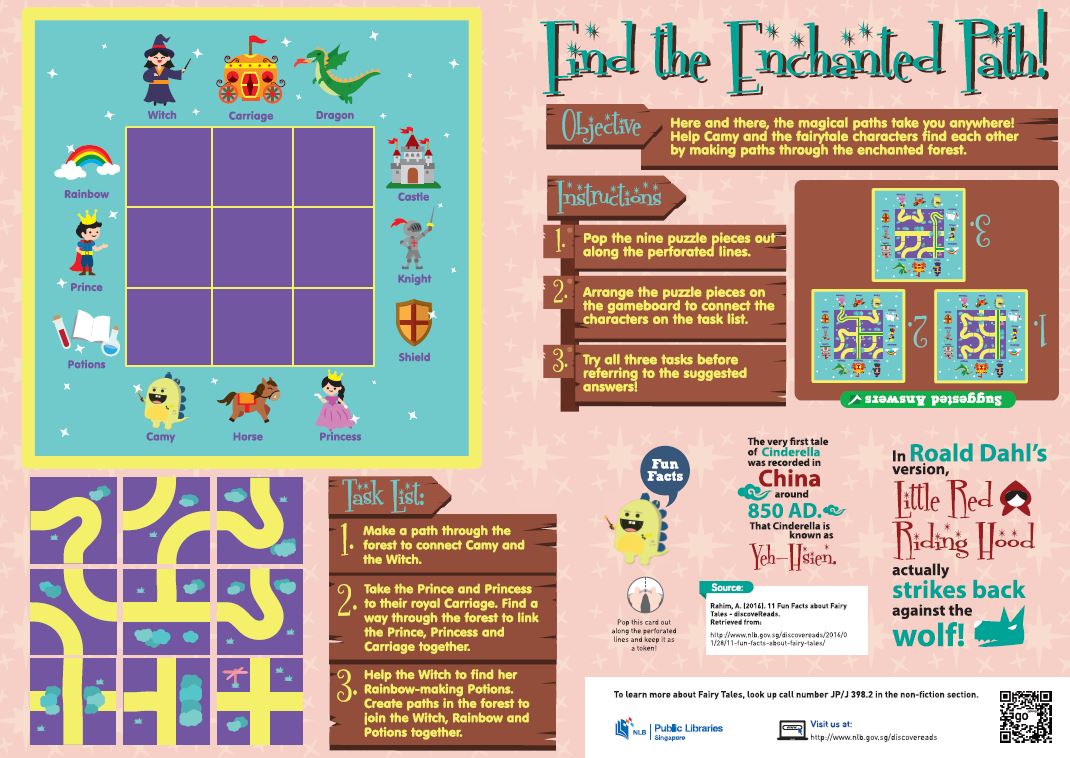 Find the Enchanted Path!
Witch
Carriage
Dragon
Rainbow
Castle
Prince
Knight
Potions
Shield
Camy
Horse
Princess
Objective
Here and there, the magical paths take you anywhere!
Help Camy and the fairytale characters find each other
by making paths through the enchanted forest.
Instructions
1. Pop the nine puzzle pieces out
along the perforated lines.
2. Arrange the puzzle pieces on
the gameboard to connect the
characters on the task list.
3. Try all three tasks before
referring to the suggested
answers!
3.
2.
1.
Suggested Answers
Task List:
1. Make a path through the
forest to connect Camy and
the Witch.
2. Take the Prince and Princess
to their royal Carriage. Find a
way through the forest to link
the Prince, Princess and
Carriage together.
3. Help the Witch to find her
Rainbow-making Potions.
Create paths in the forest to
join the Witch, Rainbow and
Potions together.
Fun
Facts
Pop this card out
along the perforated
lines and keep it as
a token!
The very first tale
of Cinderella
was recorded in
China
around
850 AD.
That Cinderella is
known as
Yeh-Hsien.
In Roald Dahl's
version,
Little Red
Riding Hood
actually
strikes back
against the
wolf!
Source:
Rahim, A. (2016). 11 Fun Facts about Fairy
Tales - discoveReads.
Retrieved from:
http://www.nlb.gov.sg/discovereads/2016/0
1/28/11-fun-facts-about-fairy-tales/
To learn more about Fairy Tales, look up call number JP/J 398.2 in the non-fiction section.
NLB Public Libraries
Singapore
Visit us at:
http://www.nlb.gov.sg/discovereads
go